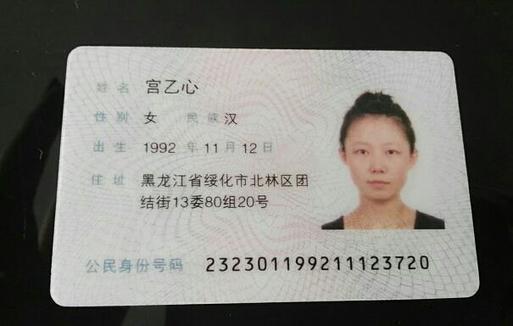 姓名 宫乙心
性别 女 民族 汉
出生 1992 年 11 月 12 日
住址 黑龙江省绥化市北林区团
结街13委80组20号
公民身份号码 232301199211123720